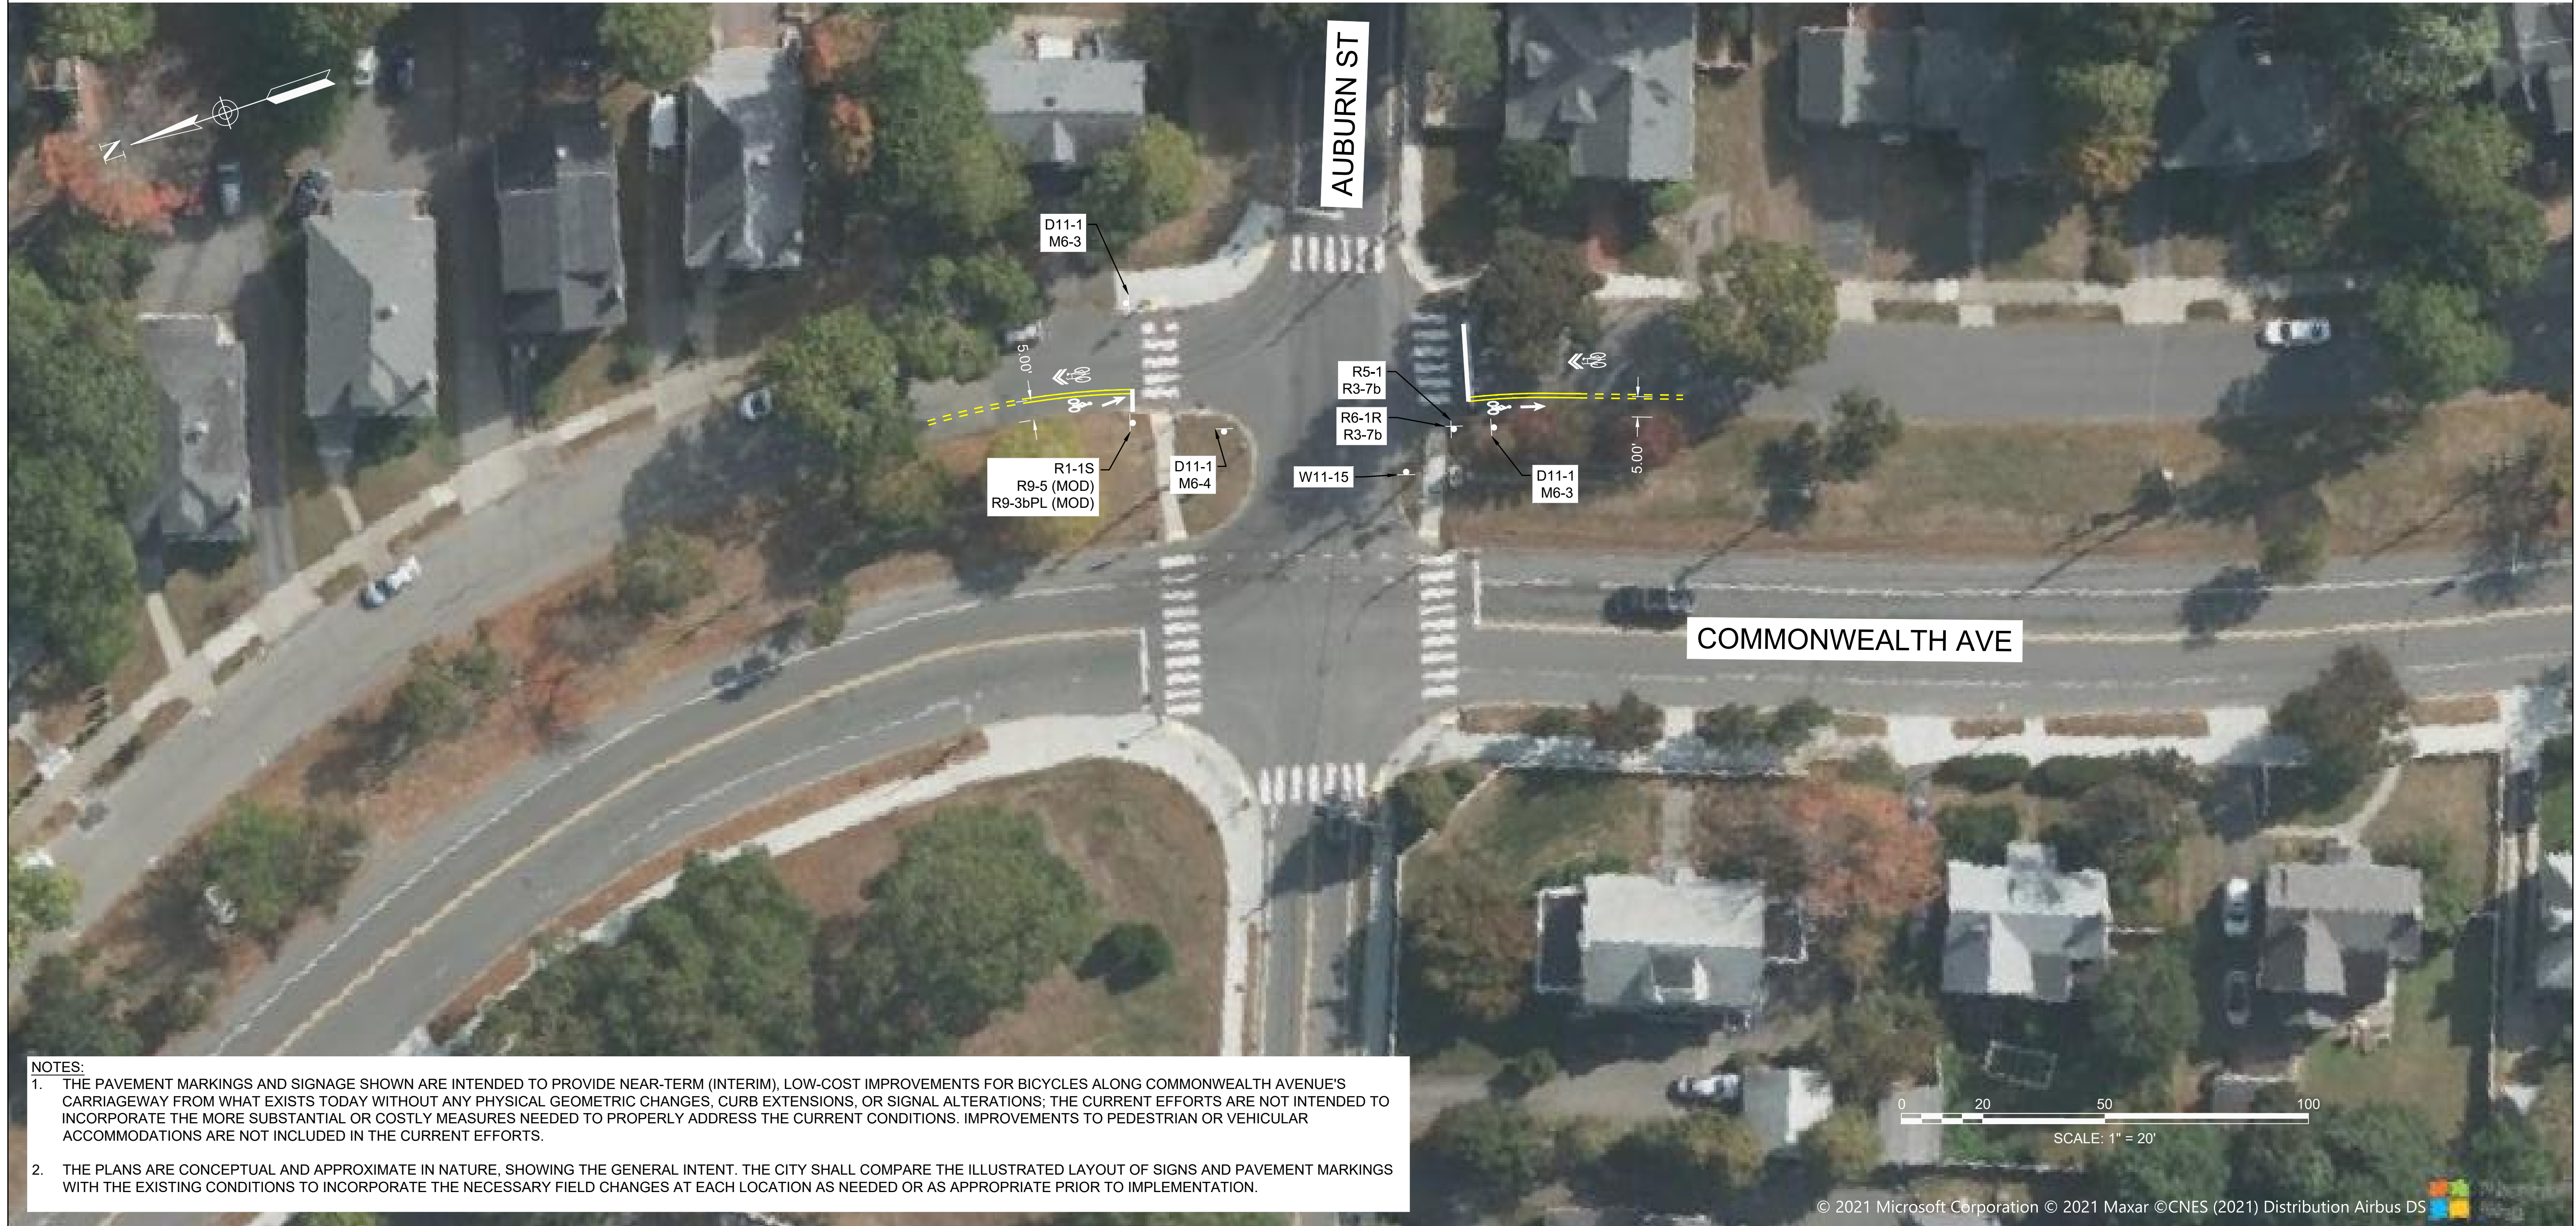 AUBURN ST
N
D11-1
M6-3
5.00'
R5-1
R3-7b
R6-1R
R3-7b
R1-1S
R9-5 (MOD)
R9-3bPL (MOD)
D11-1
M6-4
W11-15
D11-1
M6-3
5.00'
COMMONWEALTH AVE
NOTES:
1. THE PAVEMENT MARKINGS AND SIGNAGE SHOWN ARE INTENDED TO PROVIDE NEAR-TERM (INTERIM), LOW-COST IMPROVEMENTS FOR BICYCLES ALONG COMMONWEALTH AVENUE'S
CARRIAGEWAY FROM WHAT EXISTS TODAY WITHOUT ANY PHYSICAL GEOMETRIC CHANGES, CURB EXTENSIONS, OR SIGNAL ALTERATIONS; THE CURRENT EFFORTS ARE NOT INTENDED TO
INCORPORATE THE MORE SUBSTANTIAL OR COSTLY MEASURES NEEDED TO PROPERLY ADDRESS THE CURRENT CONDITIONS. IMPROVEMENTS TO PEDESTRIAN OR VEHICULAR
ACCOMMODATIONS ARE NOT INCLUDED IN THE CURRENT EFFORTS.
2. THE PLANS ARE CONCEPTUAL AND APPROXIMATE IN NATURE, SHOWING THE GENERAL INTENT. THE CITY SHALL COMPARE THE ILLUSTRATED LAYOUT OF SIGNS AND PAVEMENT MARKINGS
WITH THE EXISTING CONDITIONS TO INCORPORATE THE NECESSARY FIELD CHANGES AT EACH LOCATION AS NEEDED OR AS APPROPRIATE PRIOR TO IMPLEMENTATION.
0 20 50 100
SCALE: 1" = 20'
© 2021 Microsoft Corporation © 2021 Maxar ©CNES (2021) Distribution Airbus DS